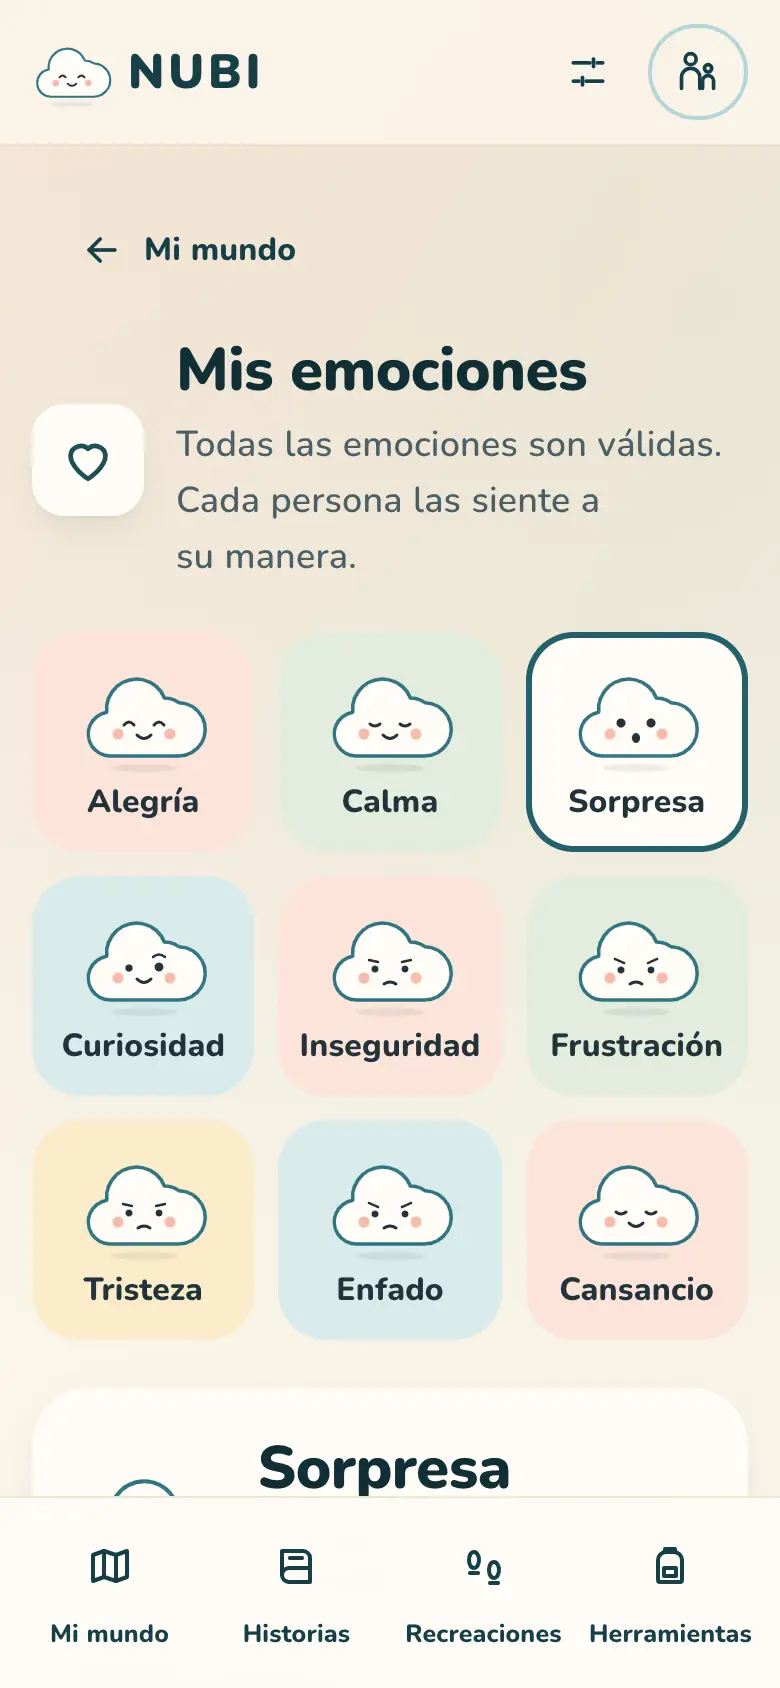 NUBI
Mi mundo
Mis emociones
Todas las emociones son válidas.
Cada persona las siente a
su manera.
Alegría
Calma
Sorpresa
Curiosidad
Inseguridad
Frustración
Tristeza
Enfado
Cansancio
Sorpresa
Mi mundo
Historias
Recreaciones
Herramientas